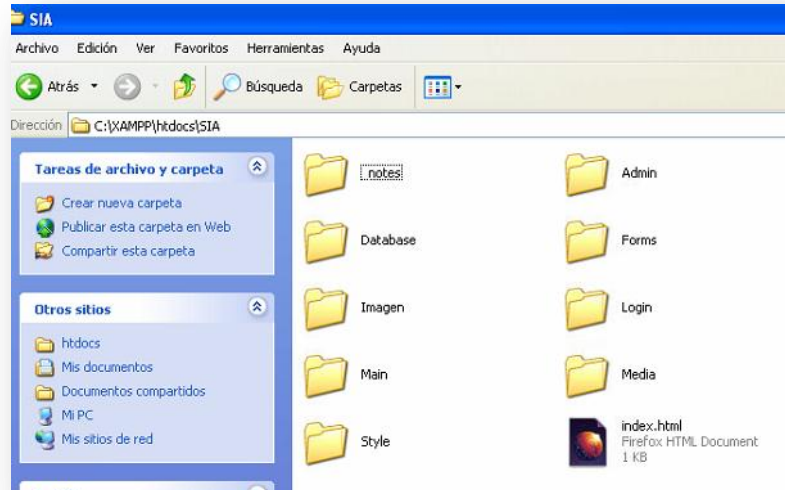 SIA
Archivo Edición Ver Favoritos Herramientas Ayuda
Atrás Búsqueda Carpetas
Dirección C:\XAMPP\htdocs\SIA
Tareas de archivo y carpeta
Crear nueva carpeta
Publicar esta carpeta en Web
Compartir esta carpeta
Otros sitios
htdocs
Mis documentos
Documentos compartidos
Mi PC
Mis sitios de red
_notes Admin
Database Forms
Imagen Login
Main Media
Style index.html
Firefox HTML Document
1 KB